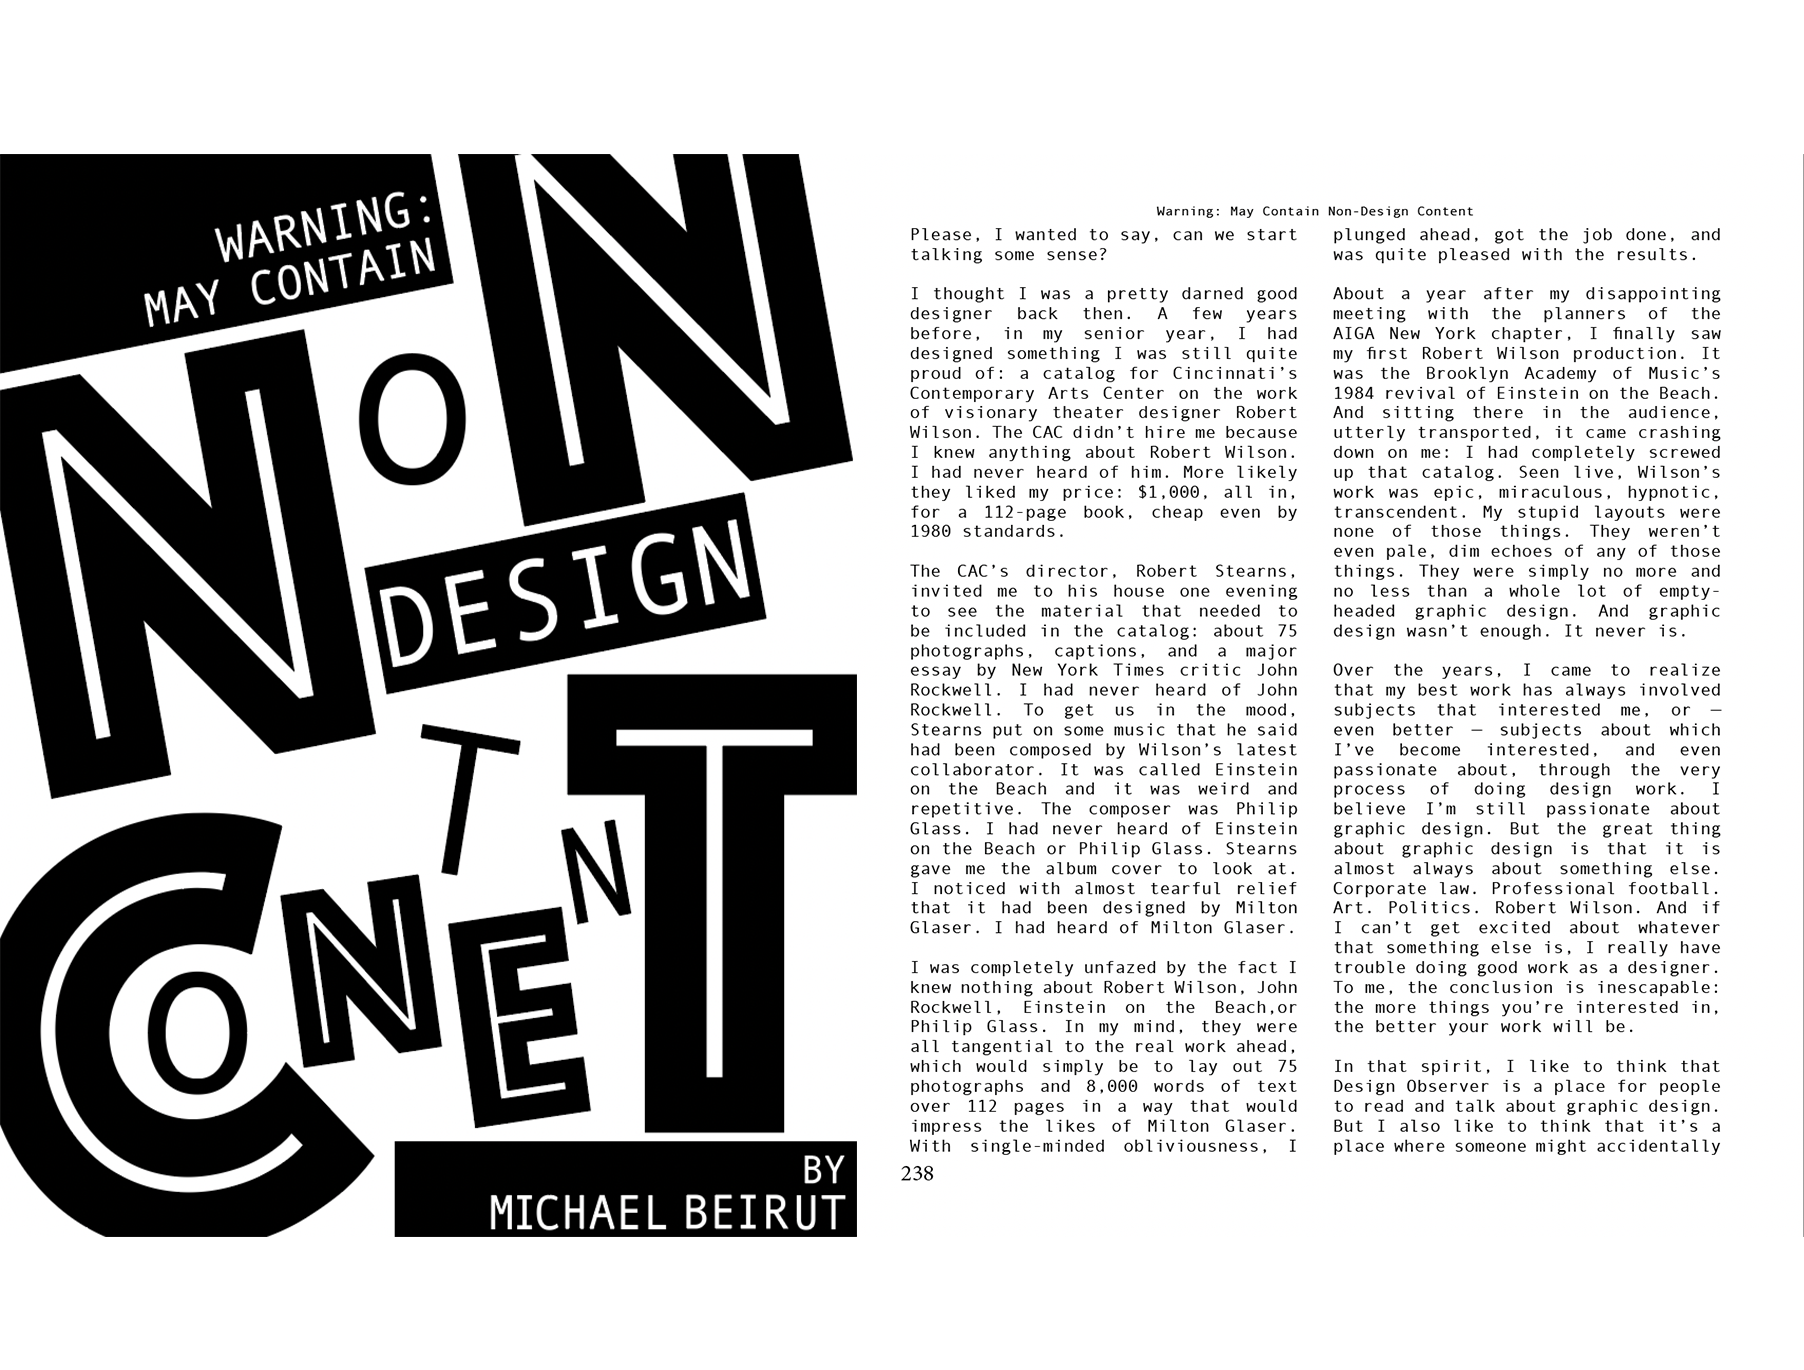 WARNING:
MAY CONTAIN
NON
DESIGN
CONTENT
BY
MICHAEL BEIRUT
Warning: May Contain Non-Design Content
Please, I wanted to say, can we start
talking some sense?
I thought I was a pretty darned good
designer back then. A few years
before, in my senior year, I had
designed something I was still quite
proud of: a catalog for Cincinnati's
Contemporary Arts Center on the work
of visionary theater designer Robert
Wilson. The CAC didn't hire me because
I knew anything about Robert Wilson.
I had never heard of him. More likely
they liked my price: $1,000, all in,
for a 112-page book, cheap even by
1980 standards.
The CAC's director, Robert Stearns,
invited me to his house one evening
to see the material that needed to
be included in the catalog: about 75
photographs, captions, and a major
essay by New York Times critic John
Rockwell. I had never heard of John
Rockwell. To get us in the mood,
Stearns put on some music that he said
had been composed by Wilson's latest
collaborator. It was called Einstein
on the Beach and it was weird and
repetitive. The composer was Philip
Glass. I had never heard of Einstein
on the Beach or Philip Glass. Stearns
gave me the album cover to look at.
I noticed with almost tearful relief
that it had been designed by Milton
Glaser. I had heard of Milton Glaser.
I was completely unfazed by the fact I
knew nothing about Robert Wilson, John
Rockwell, Einstein on the Beach,or
Philip Glass. In my mind, they were
all tangential to the real work ahead,
which would simply be to lay out 75
photographs and 8,000 words of text
over 112 pages in a way that would
impress the likes of Milton Glaser.
With single-minded obliviousness, I
plunged ahead, got the job done, and
was quite pleased with the results.
About a year after my disappointing
meeting with the planners of the
AIGA New York chapter, I finally saw
my first Robert Wilson production. It
was the Brooklyn Academy of Music's
1984 revival of Einstein on the Beach.
And sitting there in the audience,
utterly transported, it came crashing
down on me: I had completely screwed
up that catalog. Seen live, Wilson's
work was epic, miraculous, hypnotic,
transcendent. My stupid layouts were
none of those things. They weren't
even pale, dim echoes of any of those
things. They were simply no more and
no less than a whole lot of empty-
headed graphic design. And graphic
design wasn't enough. It never is.
Over the years, I came to realize
that my best work has always involved
subjects that interested me, or —
even better — subjects about which
I've become interested, and even
passionate about, through the very
process of doing design work. I
believe I'm still passionate about
graphic design. But the great thing
about graphic design is that it is
almost always about something else.
Corporate law. Professional football.
Art. Politics. Robert Wilson. And if
I can't get excited about whatever
that something else is, I really have
trouble doing good work as a designer.
To me, the conclusion is inescapable:
the more things you're interested in,
the better your work will be.
In that spirit, I like to think that
Design Observer is a place for people
to read and talk about graphic design.
But I also like to think that it's a
place where someone might accidentally
238